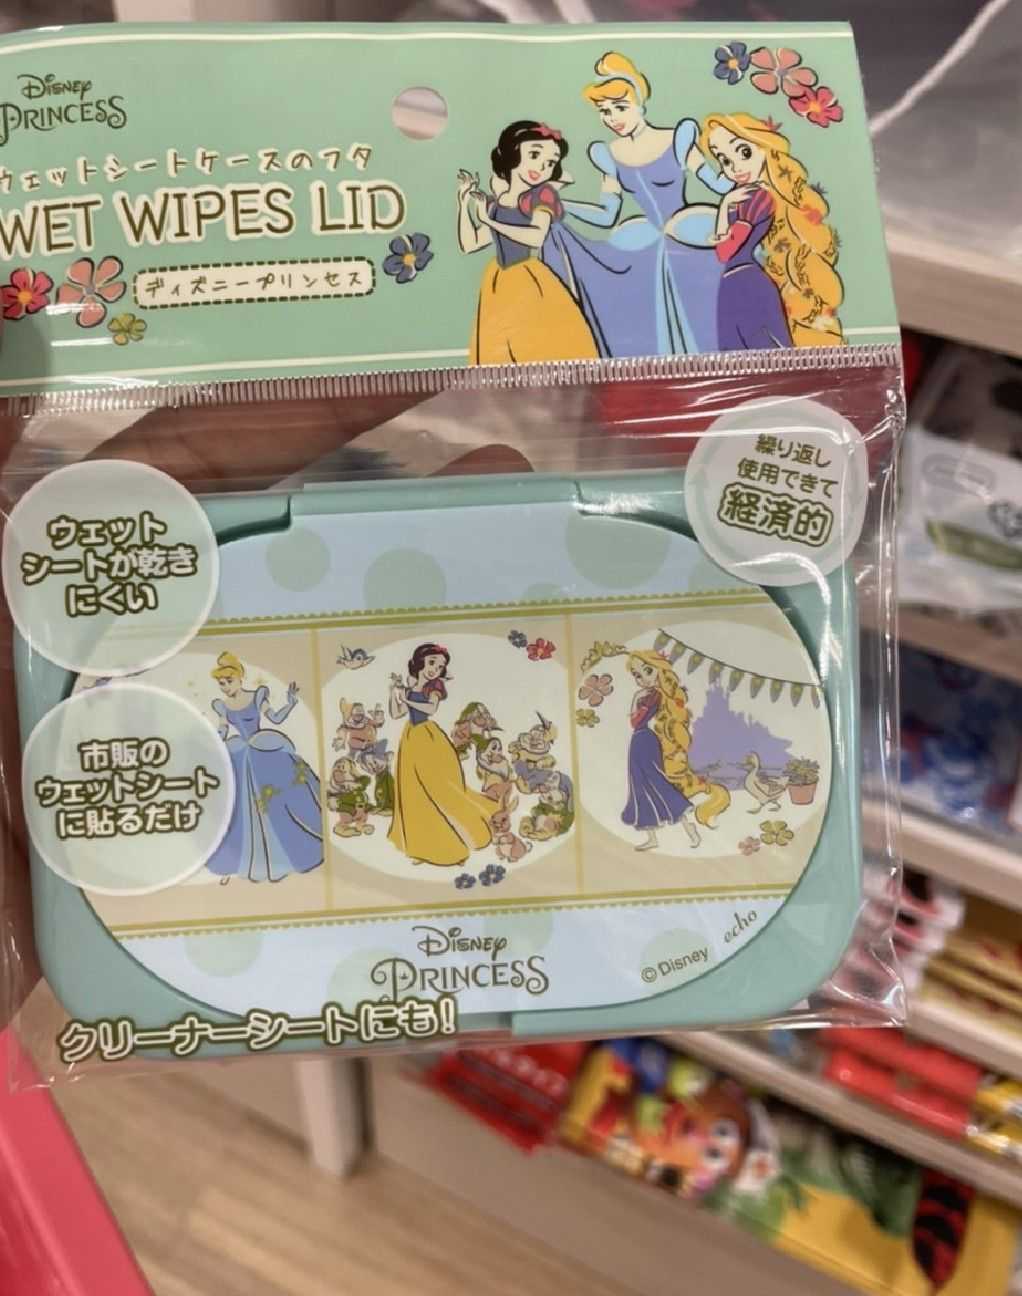 Disney
PRINCESS
ウェットシートケースのフタ
WET WIPES LID
ディズニープリンセス
繰り返し
使用できて
経済的
ウェット
シートが乾き
にくい
市販の
ウェットシート
に貼るだけ
Disney
PRINCESS
© Disney echo
クリーナーシートにも!